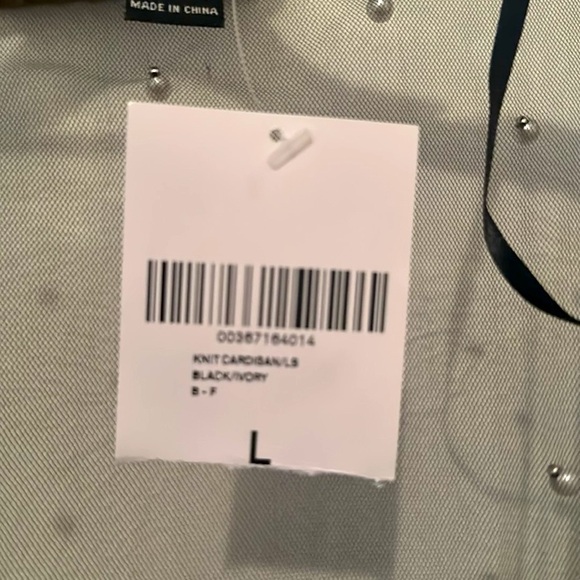 MADE IN CHINA
00367164014
KNIT CARDIGAN/LS
BLACK/IVORY
B - F
L